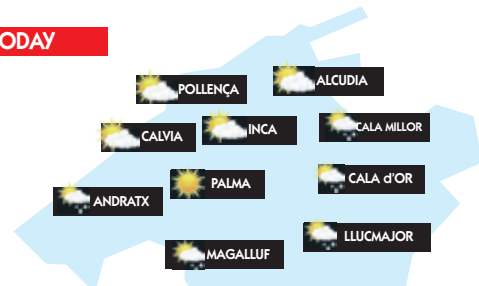 ODAY
POLLENÇA
ALCUDIA
CALVIA
INCA
CALA MILLOR
PALMA
CALA d'OR
ANDRATX
LLUCMAJOR
MAGALLUF